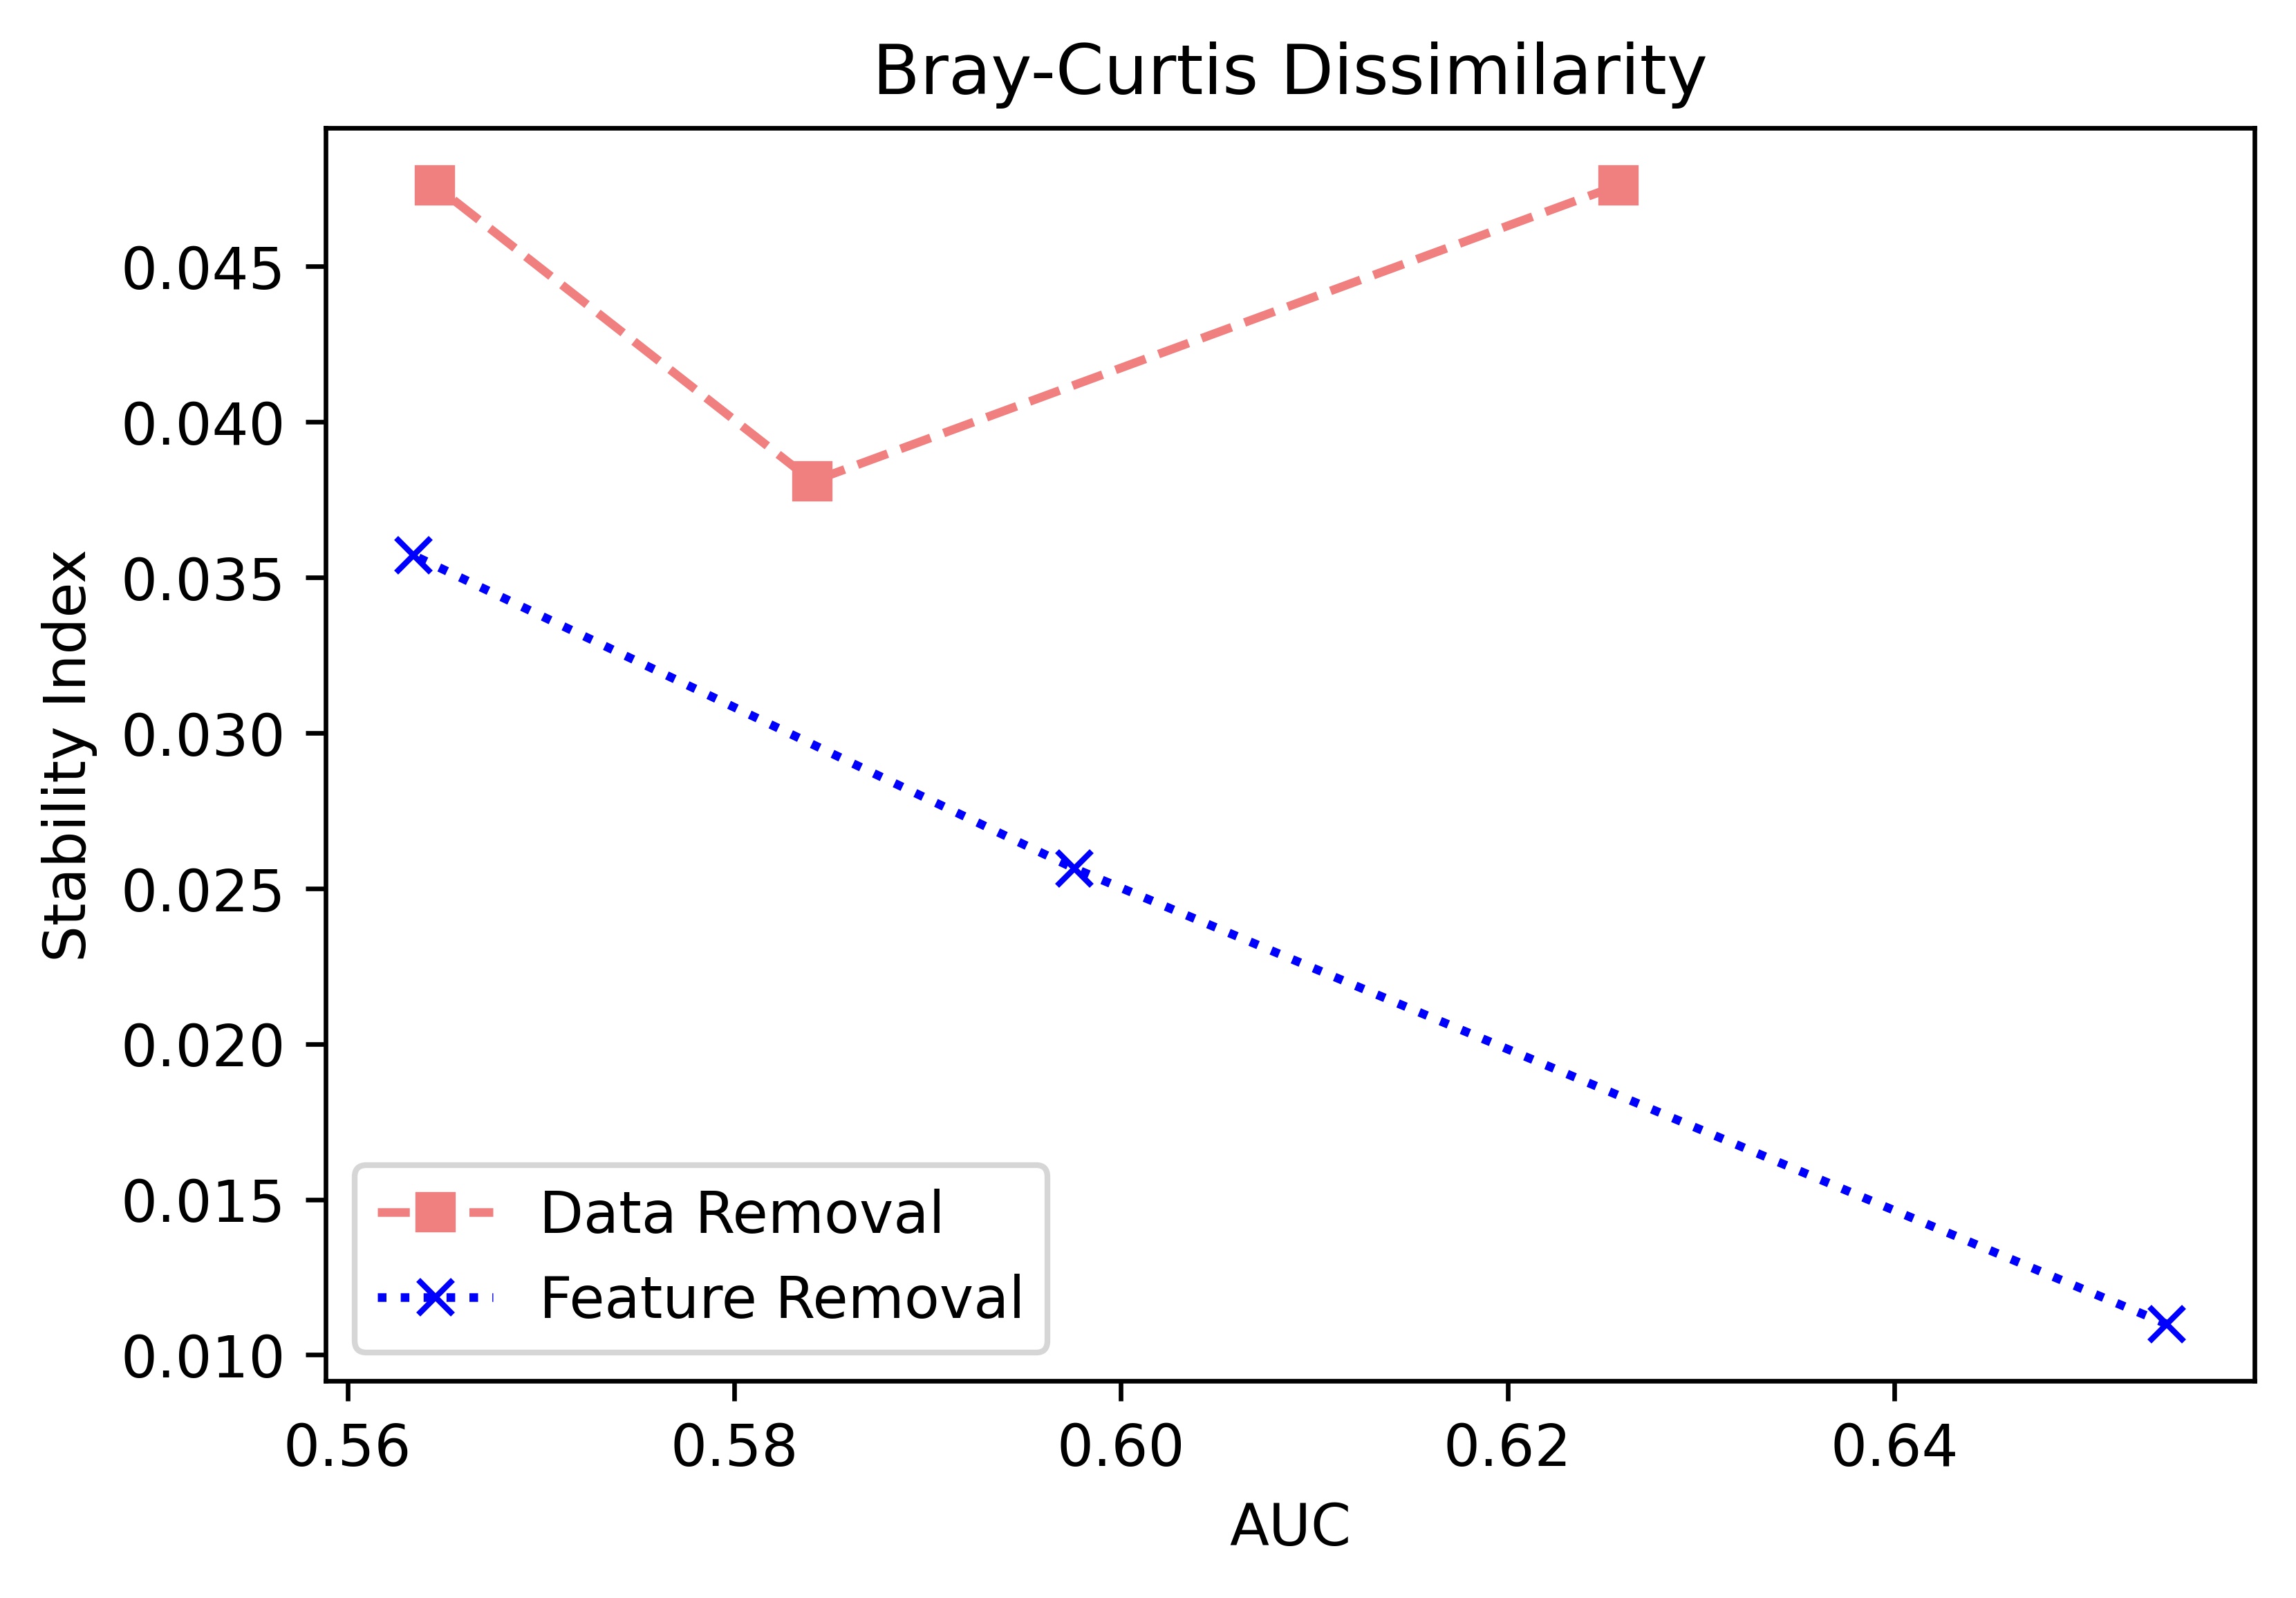 Bray-Curtis Dissimilarity
Stability Index
0.045
0.040
0.035
0.030
0.025
0.020
0.015
0.010
Data Removal
Feature Removal
0.56 0.58 0.60 0.62 0.64
AUC